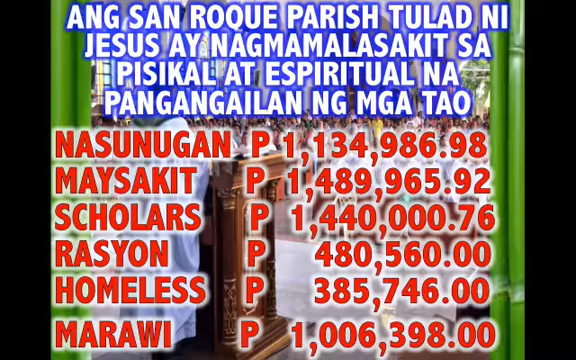 ANG SAN ROQUE PARISH TULAD NI
JESUS AY NAGMAMALASAKIT SA
PISIKAL AT ESPIRITUAL NA
PANGANGAILAN NG MGA TAO
NASUNUGAN P 1,134,986.98
MAYSAKIT P 1,489,965.92
SCHOLARS P 1,440,000.76
RASYON P 480,560.00
HOMELESS P 385,746.00
MARAWI P 1,006,398.00